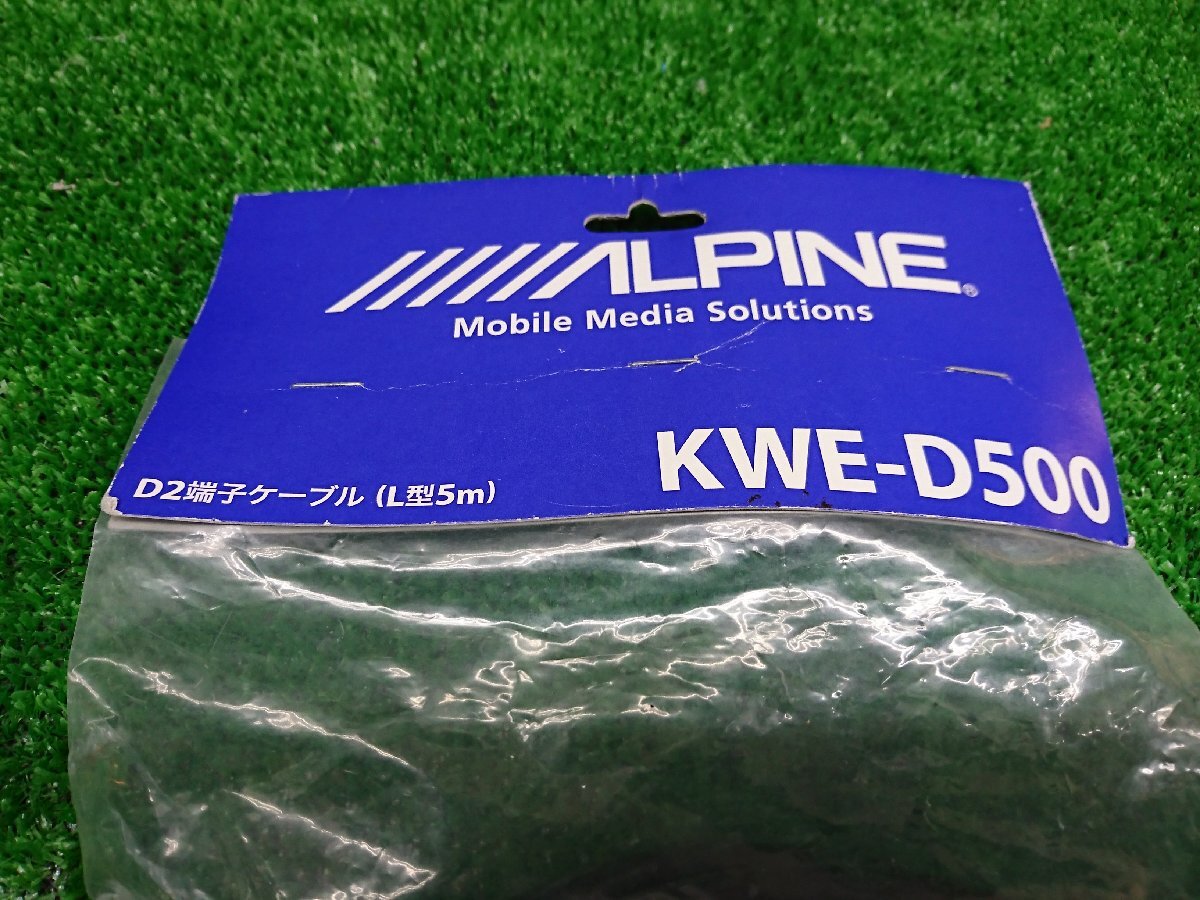 ALPINE®
Mobile Media Solutions
KWE-D500
D2端子ケーブル（L型5m）